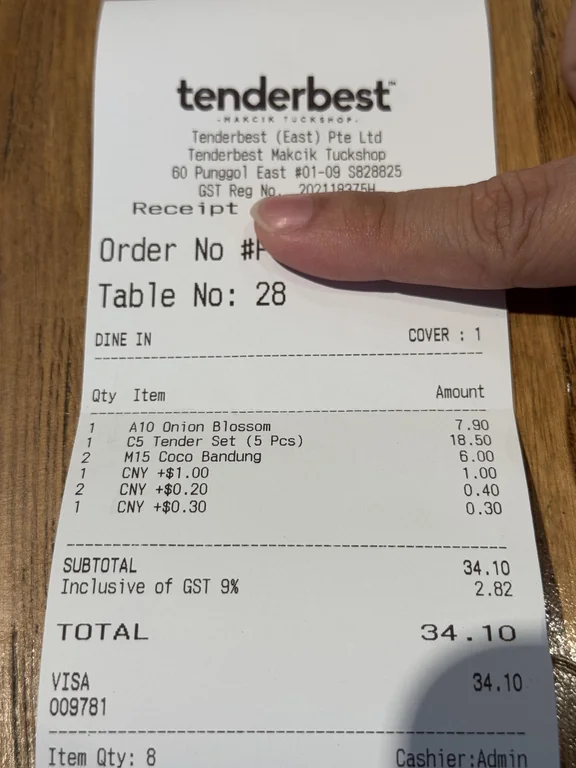 tenderbest™
-MAKCIK TUCKSHOP-
Tenderbest (East) Pte Ltd
Tenderbest Makcik Tuckshop
60 Punggol East #01-09 S828825
GST Reg No. 202118375H
Receipt
Order No
Table No: 28
DINE IN COVER : 1
Qty Item Amount
1 A10 Onion Blossom 7.90
1 C5 Tender Set (5 Pcs) 18.50
2 M15 Coco Bandung 6.00
1 CNY +$1.00 1.00
2 CNY +$0.20 0.40
1 CNY +$0.30 0.30
SUBTOTAL 34.10
Inclusive of GST 9% 2.82
TOTAL 34.10
VISA 34.10
009781
Item Qty: 8 Cashier:Admin